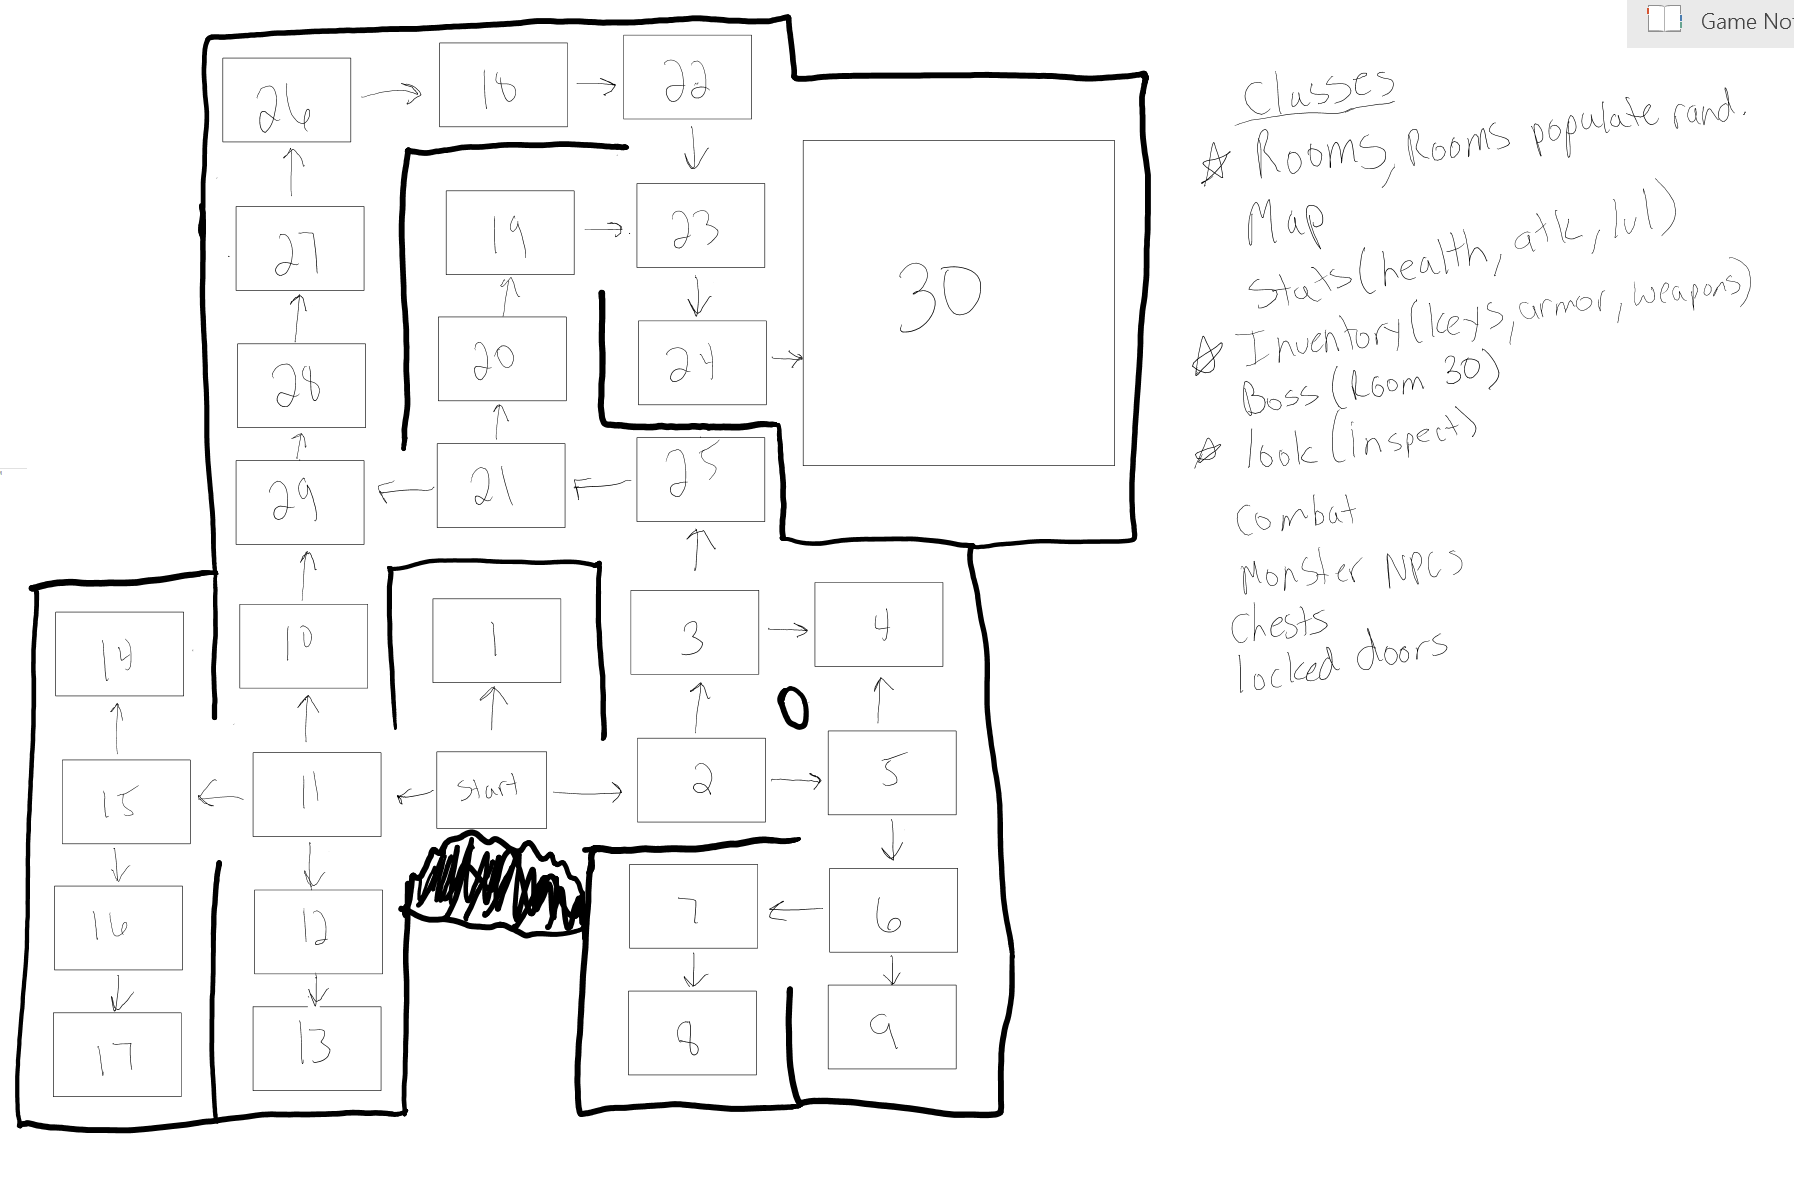 Game No
Classes
☆ Rooms, Rooms populate rand.
Map
Stats (health, atk, lvl)
☆ Inventory (keys, armor, weapons)
Boss (Room 30)
☆ look (inspect)
Combat
Monster NPCs
Chests
locked doors
26
18
22
27
19
23
30
28
20
24
29
21
25
14
10
1
3
4
15
11
start
2
5
16
12
7
6
17
13
8
9